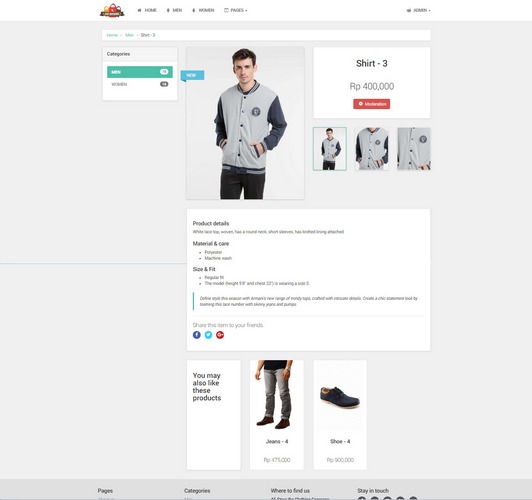 HOME
MEN
WOMEN
PAGES
ADMIN
Home
Men
Shirt - 3
Categories
MEN
WOMEN
NEW
Shirt - 3
Rp 400,000
Moderation
Product details
White lace top, woven, has a round neck, short sleeves, has knitted lining attached
Material & care
Polyester
Machine wash
Size & Fit
Regular fit
The model (height 5'8" and chest 33") is wearing a size S
Define style this season with Armani's new range of trendy tops, crafted with intricate details. Create a chic statement look by
teaming this lace number with skinny jeans and pumps.
Share this item to your friends
You may
also like
these
products
Jeans - 4
Rp 475,000
Shoe - 4
Rp 900,000
Pages
Categories
Where to find us
Stay in touch